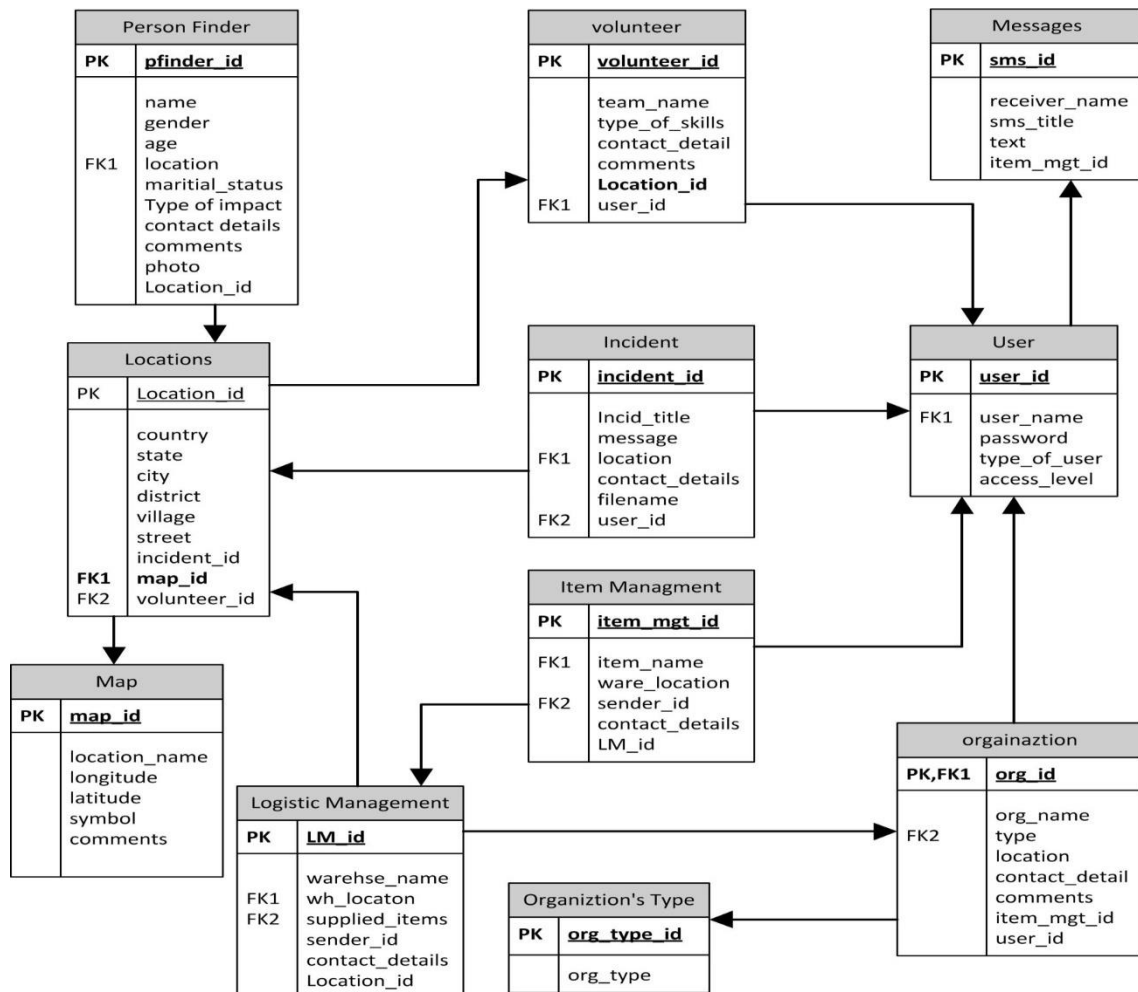 Person Finder
PK pfinder_id
name
gender
age
FK1 location
maritial_status
Type of impact
contact details
comments
photo
Location_id
volunteer
PK volunteer_id
team_name
type_of_skills
contact_detail
comments
Location_id
FK1 user_id
Messages
PK sms_id
receiver_name
sms_title
text
item_mgt_id
Locations
PK Location_id
country
state
city
district
village
street
incident_id
FK1 map_id
FK2 volunteer_id
Incident
PK incident_id
Incid_title
message
FK1 location
contact_details
filename
FK2 user_id
User
PK user_id
FK1 user_name
password
type_of_user
access_level
Item Managment
PK item_mgt_id
FK1 item_name
ware_location
FK2 sender_id
contact_details
LM_id
Map
PK map_id
location_name
longitude
latitude
symbol
comments
Logistic Management
PK LM_id
warehse_name
FK1 wh_locaton
FK2 supplied_items
sender_id
contact_details
Location_id
Organiztion's Type
PK org_type_id
org_type
orgainaztion
PK,FK1 org_id
org_name
FK2 type
location
contact_detail
comments
item_mgt_id
user_id